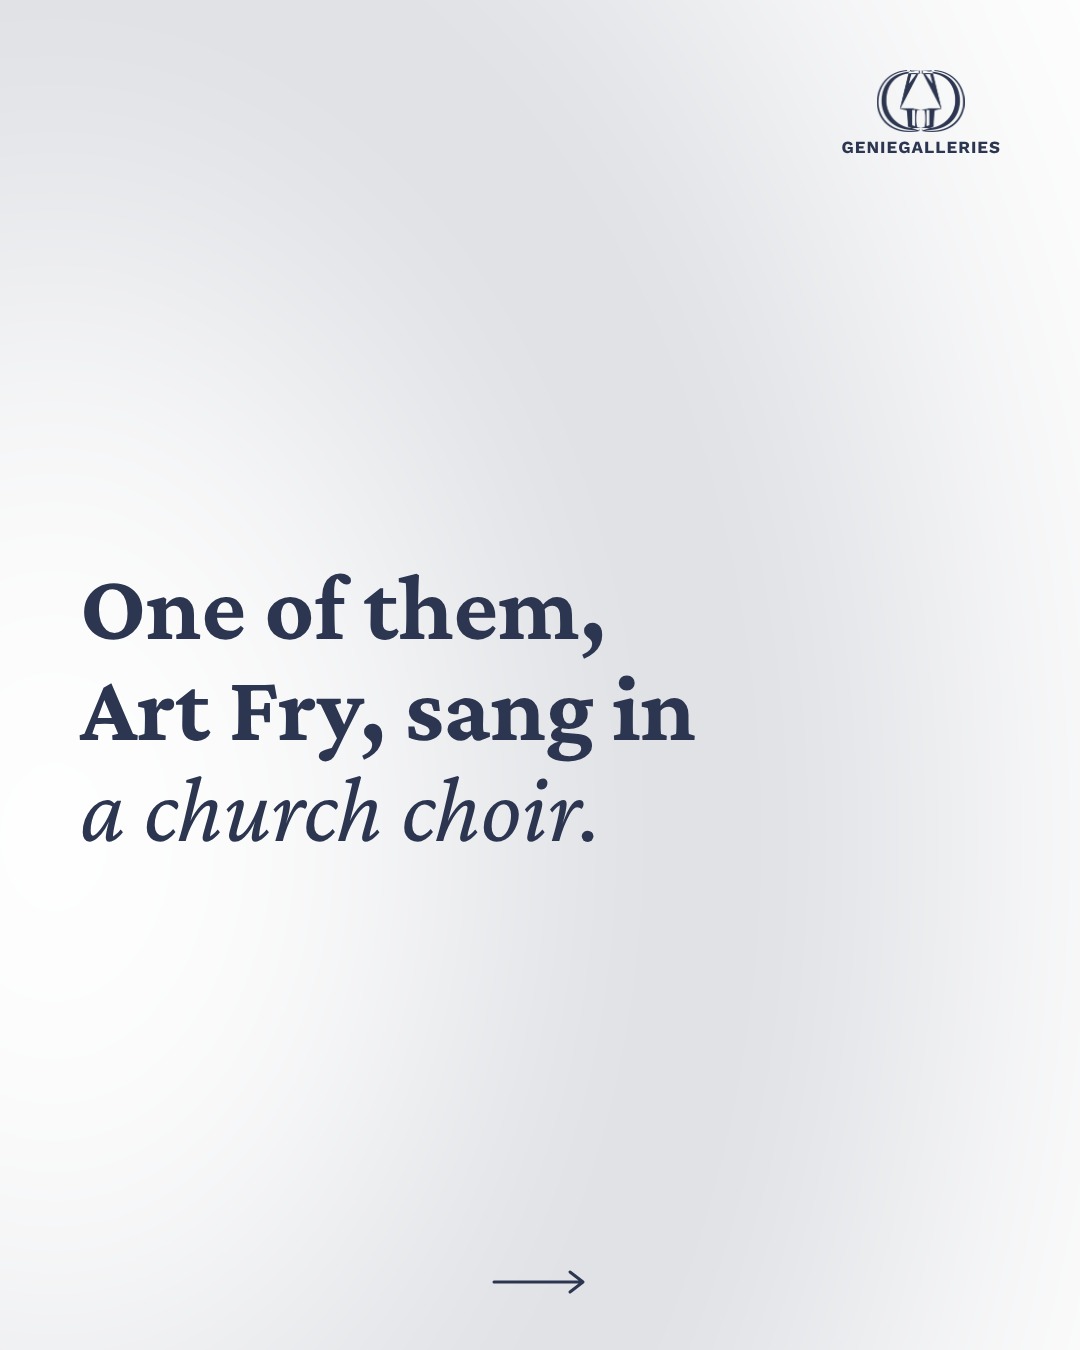 GENIEGALLERIES
One of them,
Art Fry, sang in
a church choir.